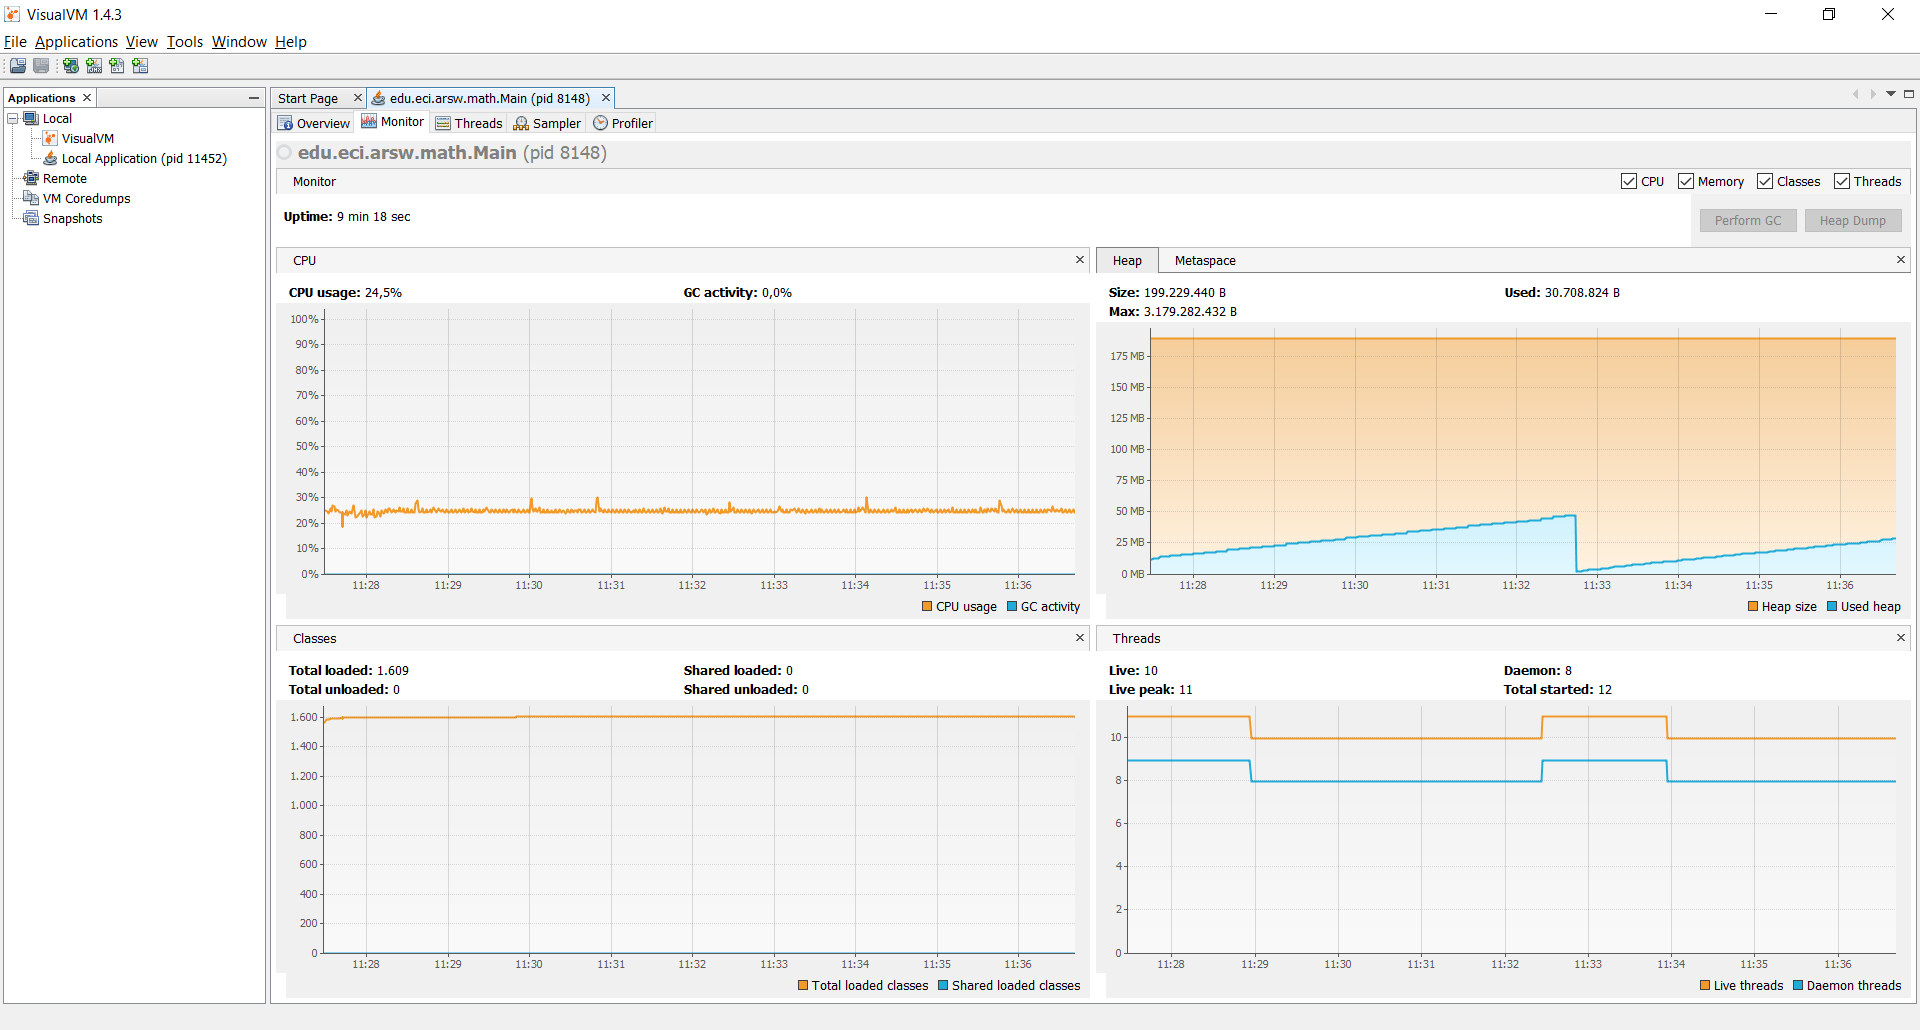 VisualVM 1.4.3
File Applications View Tools Window Help
Applications
Start Page
edu.eci.arsw.math.Main (pid 8148)
Local
VisualVM
Local Application (pid 11452)
Remote
VM Coredumps
Snapshots
Overview Monitor Threads Sampler Profiler
edu.eci.arsw.math.Main (pid 8148)
Monitor
CPU Memory Classes Threads
Uptime: 9 min 18 sec
Perform GC Heap Dump
CPU
CPU usage: 24,5% GC activity: 0,0%
100%
90%
80%
70%
60%
50%
40%
30%
20%
10%
0%
11:28 11:29 11:30 11:31 11:32 11:33 11:34 11:35 11:36
CPU usage GC activity
Heap Metaspace
Size: 199.229.440 B Used: 30.708.824 B
Max: 3.179.282.432 B
175 MB
150 MB
125 MB
100 MB
75 MB
50 MB
25 MB
0 MB
11:28 11:29 11:30 11:31 11:32 11:33 11:34 11:35 11:36
Heap size Used heap
Classes
Total loaded: 1.609 Shared loaded: 0
Total unloaded: 0 Shared unloaded: 0
1.600
1.400
1.200
1.000
800
600
400
200
0
11:28 11:29 11:30 11:31 11:32 11:33 11:34 11:35 11:36
Total loaded classes Shared loaded classes
Threads
Live: 10 Daemon: 8
Live peak: 11 Total started: 12
10
8
6
4
2
0
11:28 11:29 11:30 11:31 11:32 11:33 11:34 11:35 11:36
Live threads Daemon threads